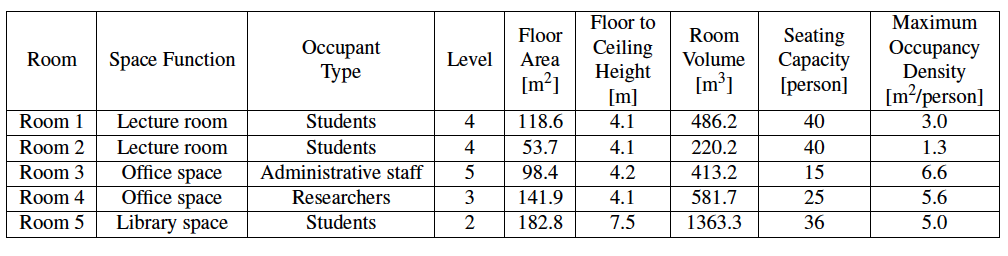 Room Space Function Occupant Type Level Floor Area [m²] Floor to Ceiling Height [m] Room Volume [m³] Seating Capacity [person] Maximum Occupancy Density [m²/person]
Room 1 Lecture room Students 4 118.6 4.1 486.2 40 3.0
Room 2 Lecture room Students 4 53.7 4.1 220.2 40 1.3
Room 3 Office space Administrative staff 5 98.4 4.2 413.2 15 6.6
Room 4 Office space Researchers 3 141.9 4.1 581.7 25 5.6
Room 5 Library space Students 2 182.8 7.5 1363.3 36 5.0